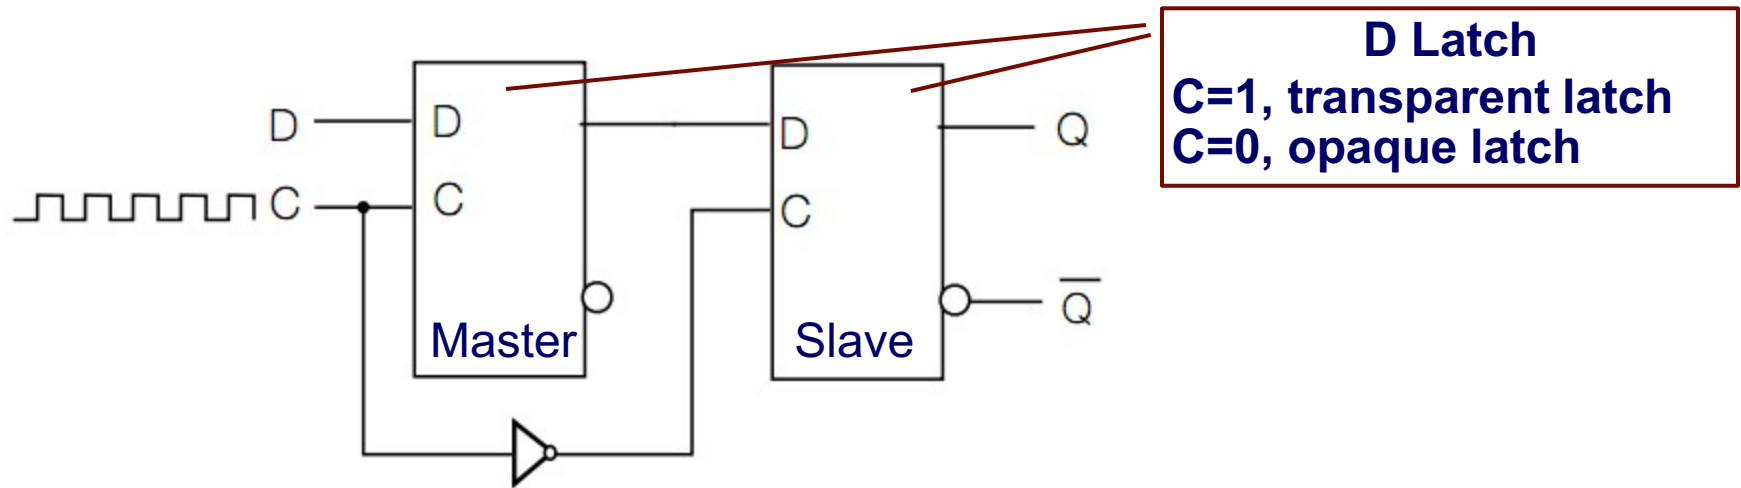 D Latch
C=1, transparent latch
C=0, opaque latch
D
D
D
Q
C
C
C
Q̅
Master
Slave